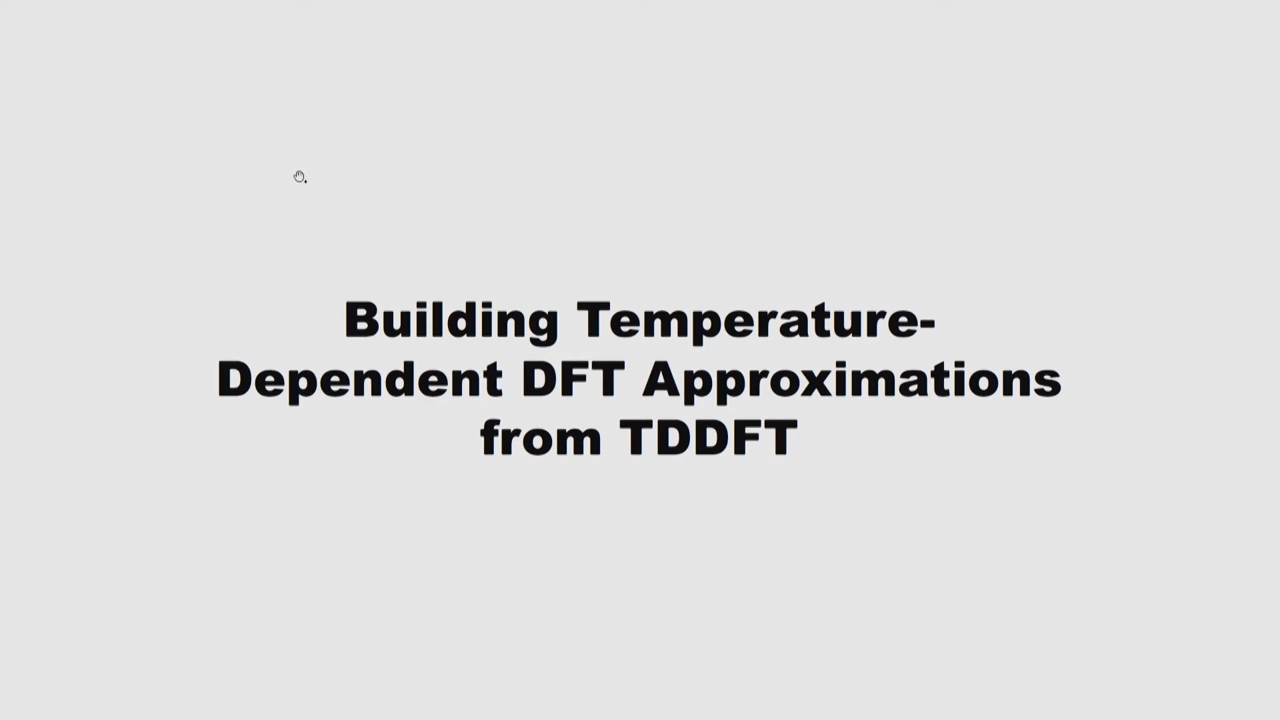 Building Temperature-
Dependent DFT Approximations
from TDDFT